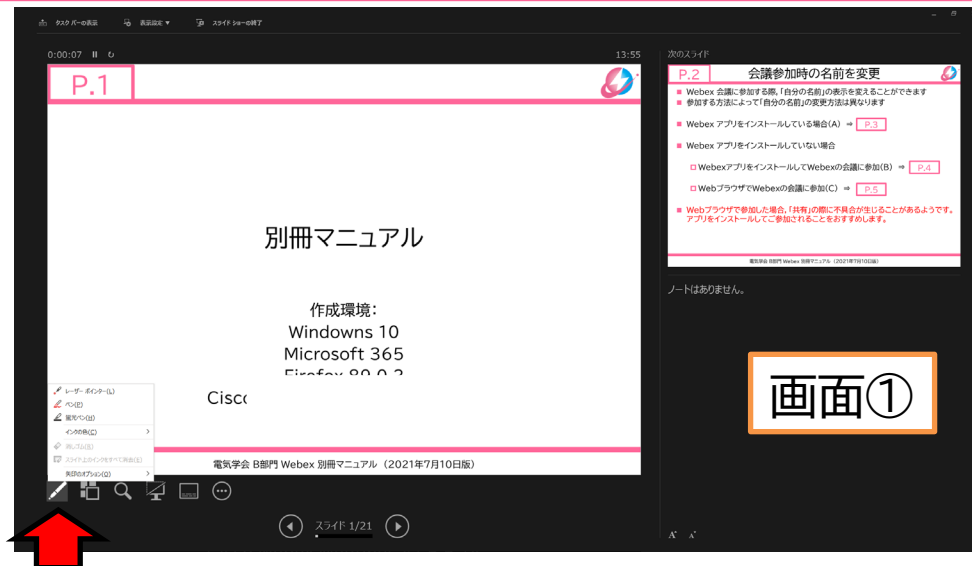 タスク バーの表示 表示設定 ▼ スライド ショーの終了
0:00:07 13:55
P.1
別冊マニュアル
作成環境:
Windowns 10
Microsoft 365
Firefox 89.0.2
Cisco
電気学会 B部門 Webex 別冊マニュアル (2021年7月10日版)
レーザー ポインター(L)
ペン(P)
蛍光ペン(H)
インクの色(C)
消しゴム(R)
スライド上のインクをすべて消去(E)
矢印のオプション(O)
スライド 1/21
次のスライド
P.2 会議参加時の名前を変更
■ Webex 会議に参加する際,「自分の名前」の表示を変えることができます
■ 参加する方法によって「自分の名前」の変更方法は異なります
■ Webex アプリをインストールしている場合(A) ⇒ P.3
■ Webex アプリをインストールしていない場合
WebexアプリをインストールしてWebexの会議に参加(B) ⇒ P.4
WebブラウザでWebexの会議に参加(C) ⇒ P.5
■ Webブラウザで参加した場合,「共有」の際に不具合が生じることがあるようです。
アプリをインストールしてご参加されることをおすすめします。
電気学会 B部門 Webex 別冊マニュアル (2021年7月10日版)
ノートはありません。
画面①
A A